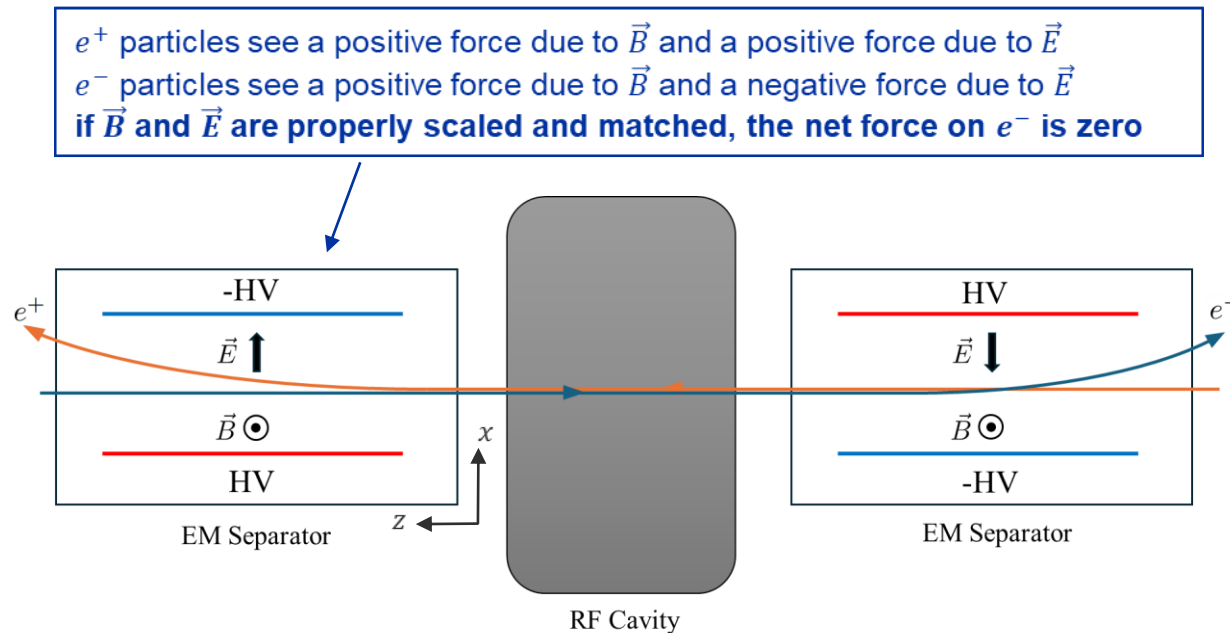 e⁺ particles see a positive force due to B⃗ and a positive force due to E⃗
e⁻ particles see a positive force due to B⃗ and a negative force due to E⃗
if B⃗ and E⃗ are properly scaled and matched, the net force on e⁻ is zero
-HV
HV
e⁺
e⁻
E⃗
E⃗
B⃗
x
B⃗
HV
-HV
z
EM Separator
EM Separator
RF Cavity